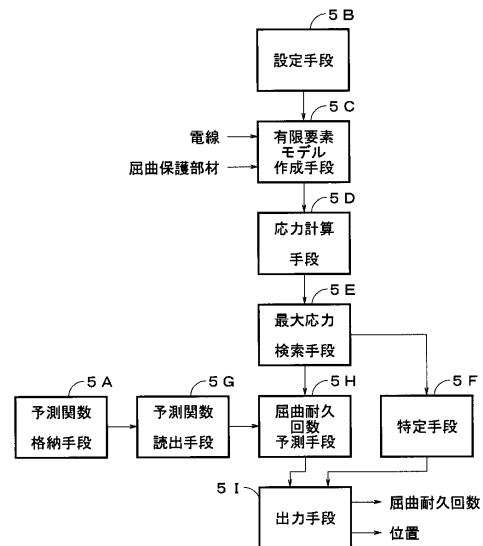 5B
設定手段
5C
電線
屈曲保護部材
有限要素
モデル
作成手段
5D
応力計算
手段
5E
最大応力
検索手段
5A
予測関数
格納手段
5G
予測関数
読出手段
5H
屈曲耐久
回数
予測手段
5F
特定手段
5I
出力手段
屈曲耐久回数
位置